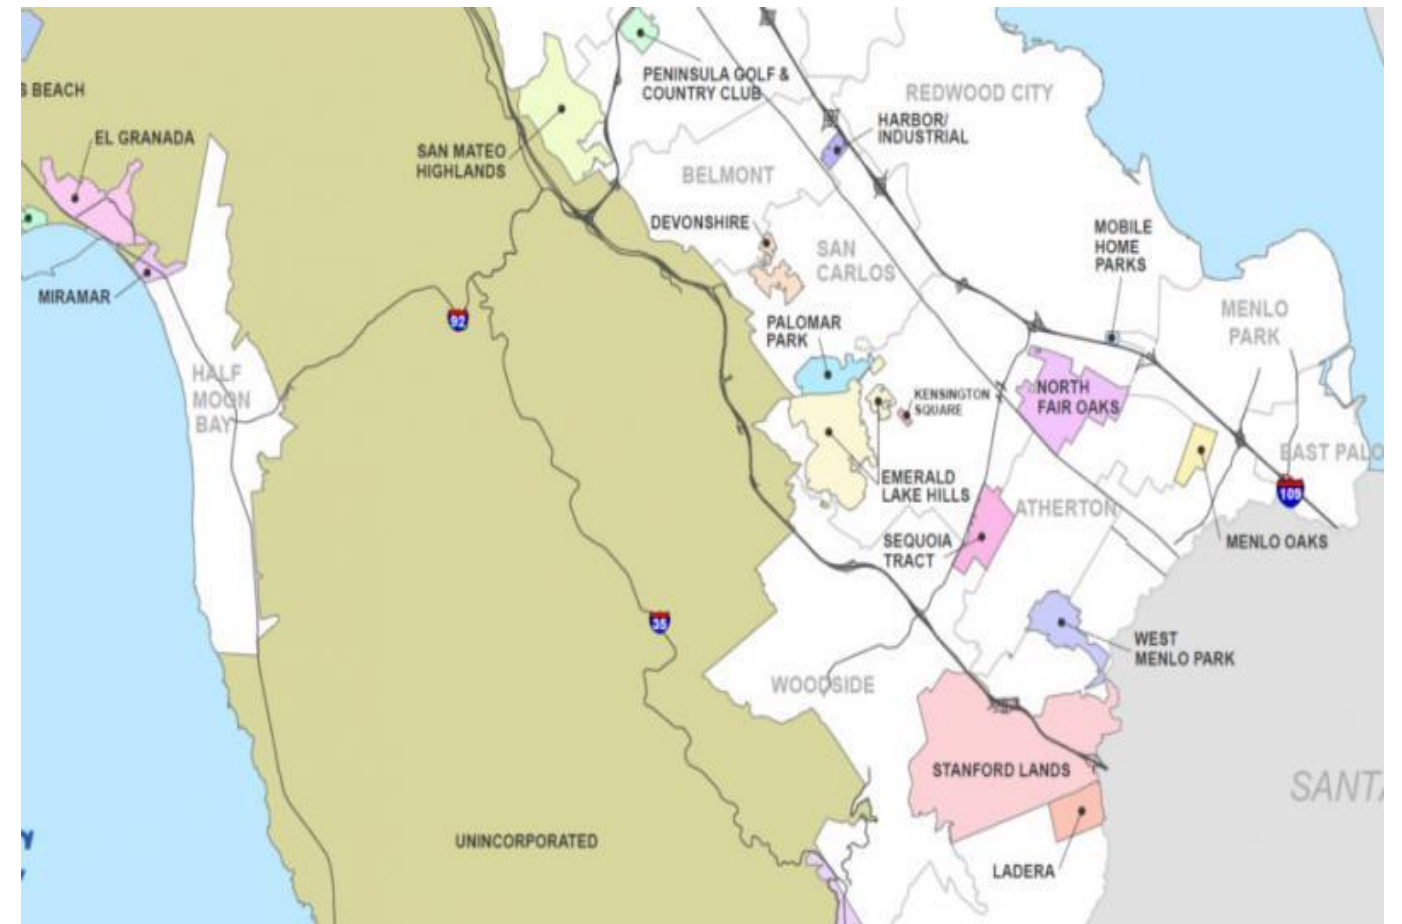 PENINSULA GOLF &
COUNTRY CLUB
S BEACH
REDWOOD CITY
HARBOR/
INDUSTRIAL
EL GRANADA
SAN MATEO
HIGHLANDS
BELMONT
DEVONSHIRE
SAN
CARLOS
MOBILE
HOME
PARKS
MIRAMAR
92
PALOMAR
PARK
MENLO
PARK
HALF
MOON
BAY
KENSINGTON
SQUARE
NORTH
FAIR OAKS
EAST PALO
EMERALD
LAKE HILLS
109
ATHERTON
SEQUOIA
TRACT
MENLO OAKS
35
WEST
MENLO PARK
WOODSIDE
STANFORD LANDS
SANTA
UNINCORPORATED
LADERA